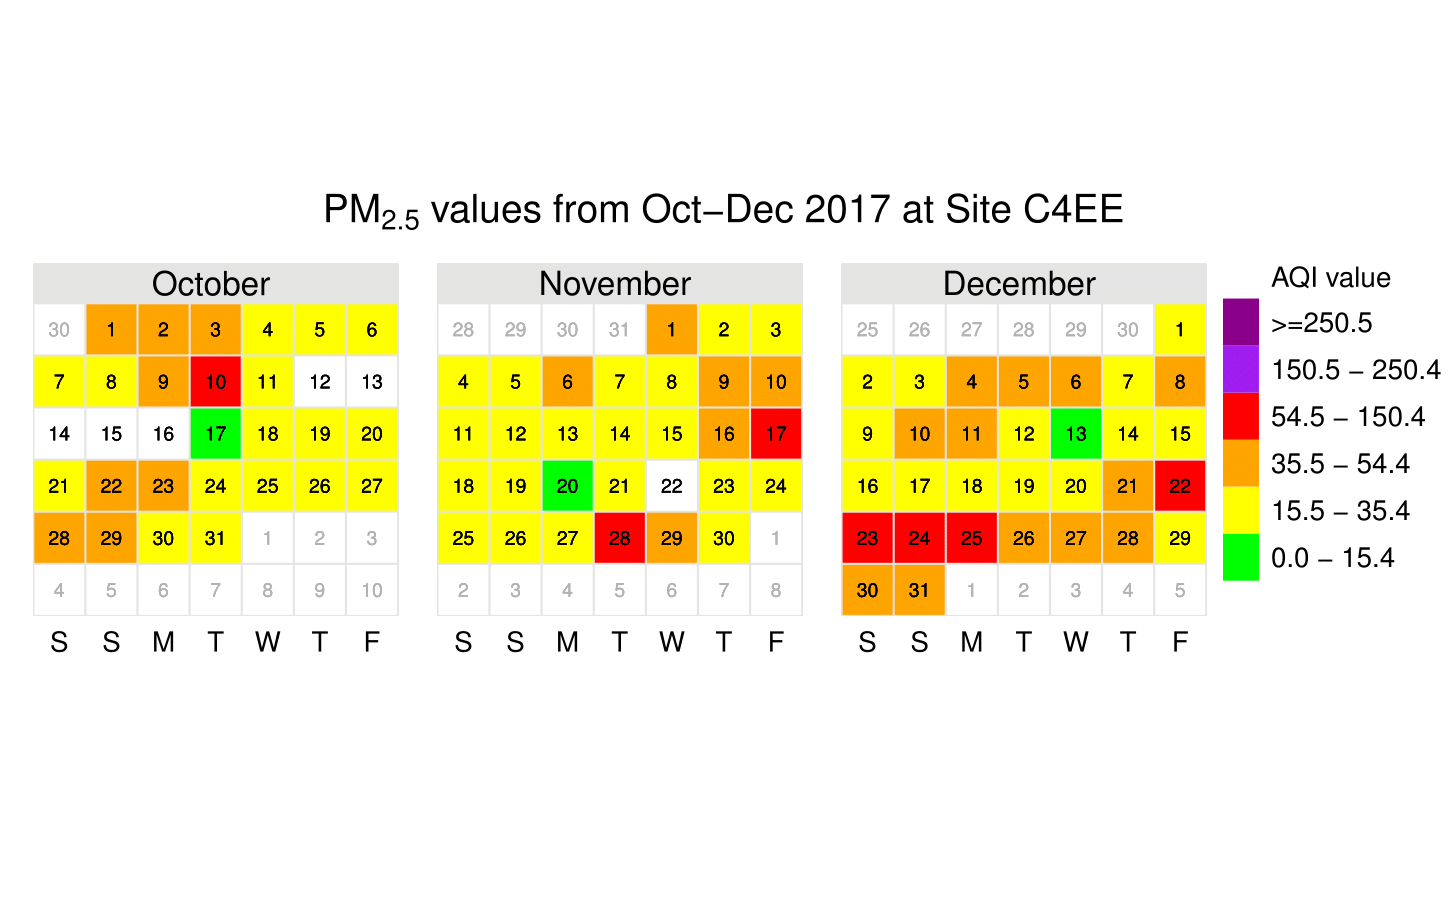 PM2.5 values from Oct−Dec 2017 at Site C4EE
October
30 1 2 3 4 5 6
7 8 9 10 11 12 13
14 15 16 17 18 19 20
21 22 23 24 25 26 27
28 29 30 31 1 2 3
4 5 6 7 8 9 10
S S M T W T F
November
28 29 30 31 1 2 3
4 5 6 7 8 9 10
11 12 13 14 15 16 17
18 19 20 21 22 23 24
25 26 27 28 29 30 1
2 3 4 5 6 7 8
S S M T W T F
December
25 26 27 28 29 30 1
2 3 4 5 6 7 8
9 10 11 12 13 14 15
16 17 18 19 20 21 22
23 24 25 26 27 28 29
30 31 1 2 3 4 5
S S M T W T F
AQI value
>=250.5
150.5 − 250.4
54.5 − 150.4
35.5 − 54.4
15.5 − 35.4
0.0 − 15.4